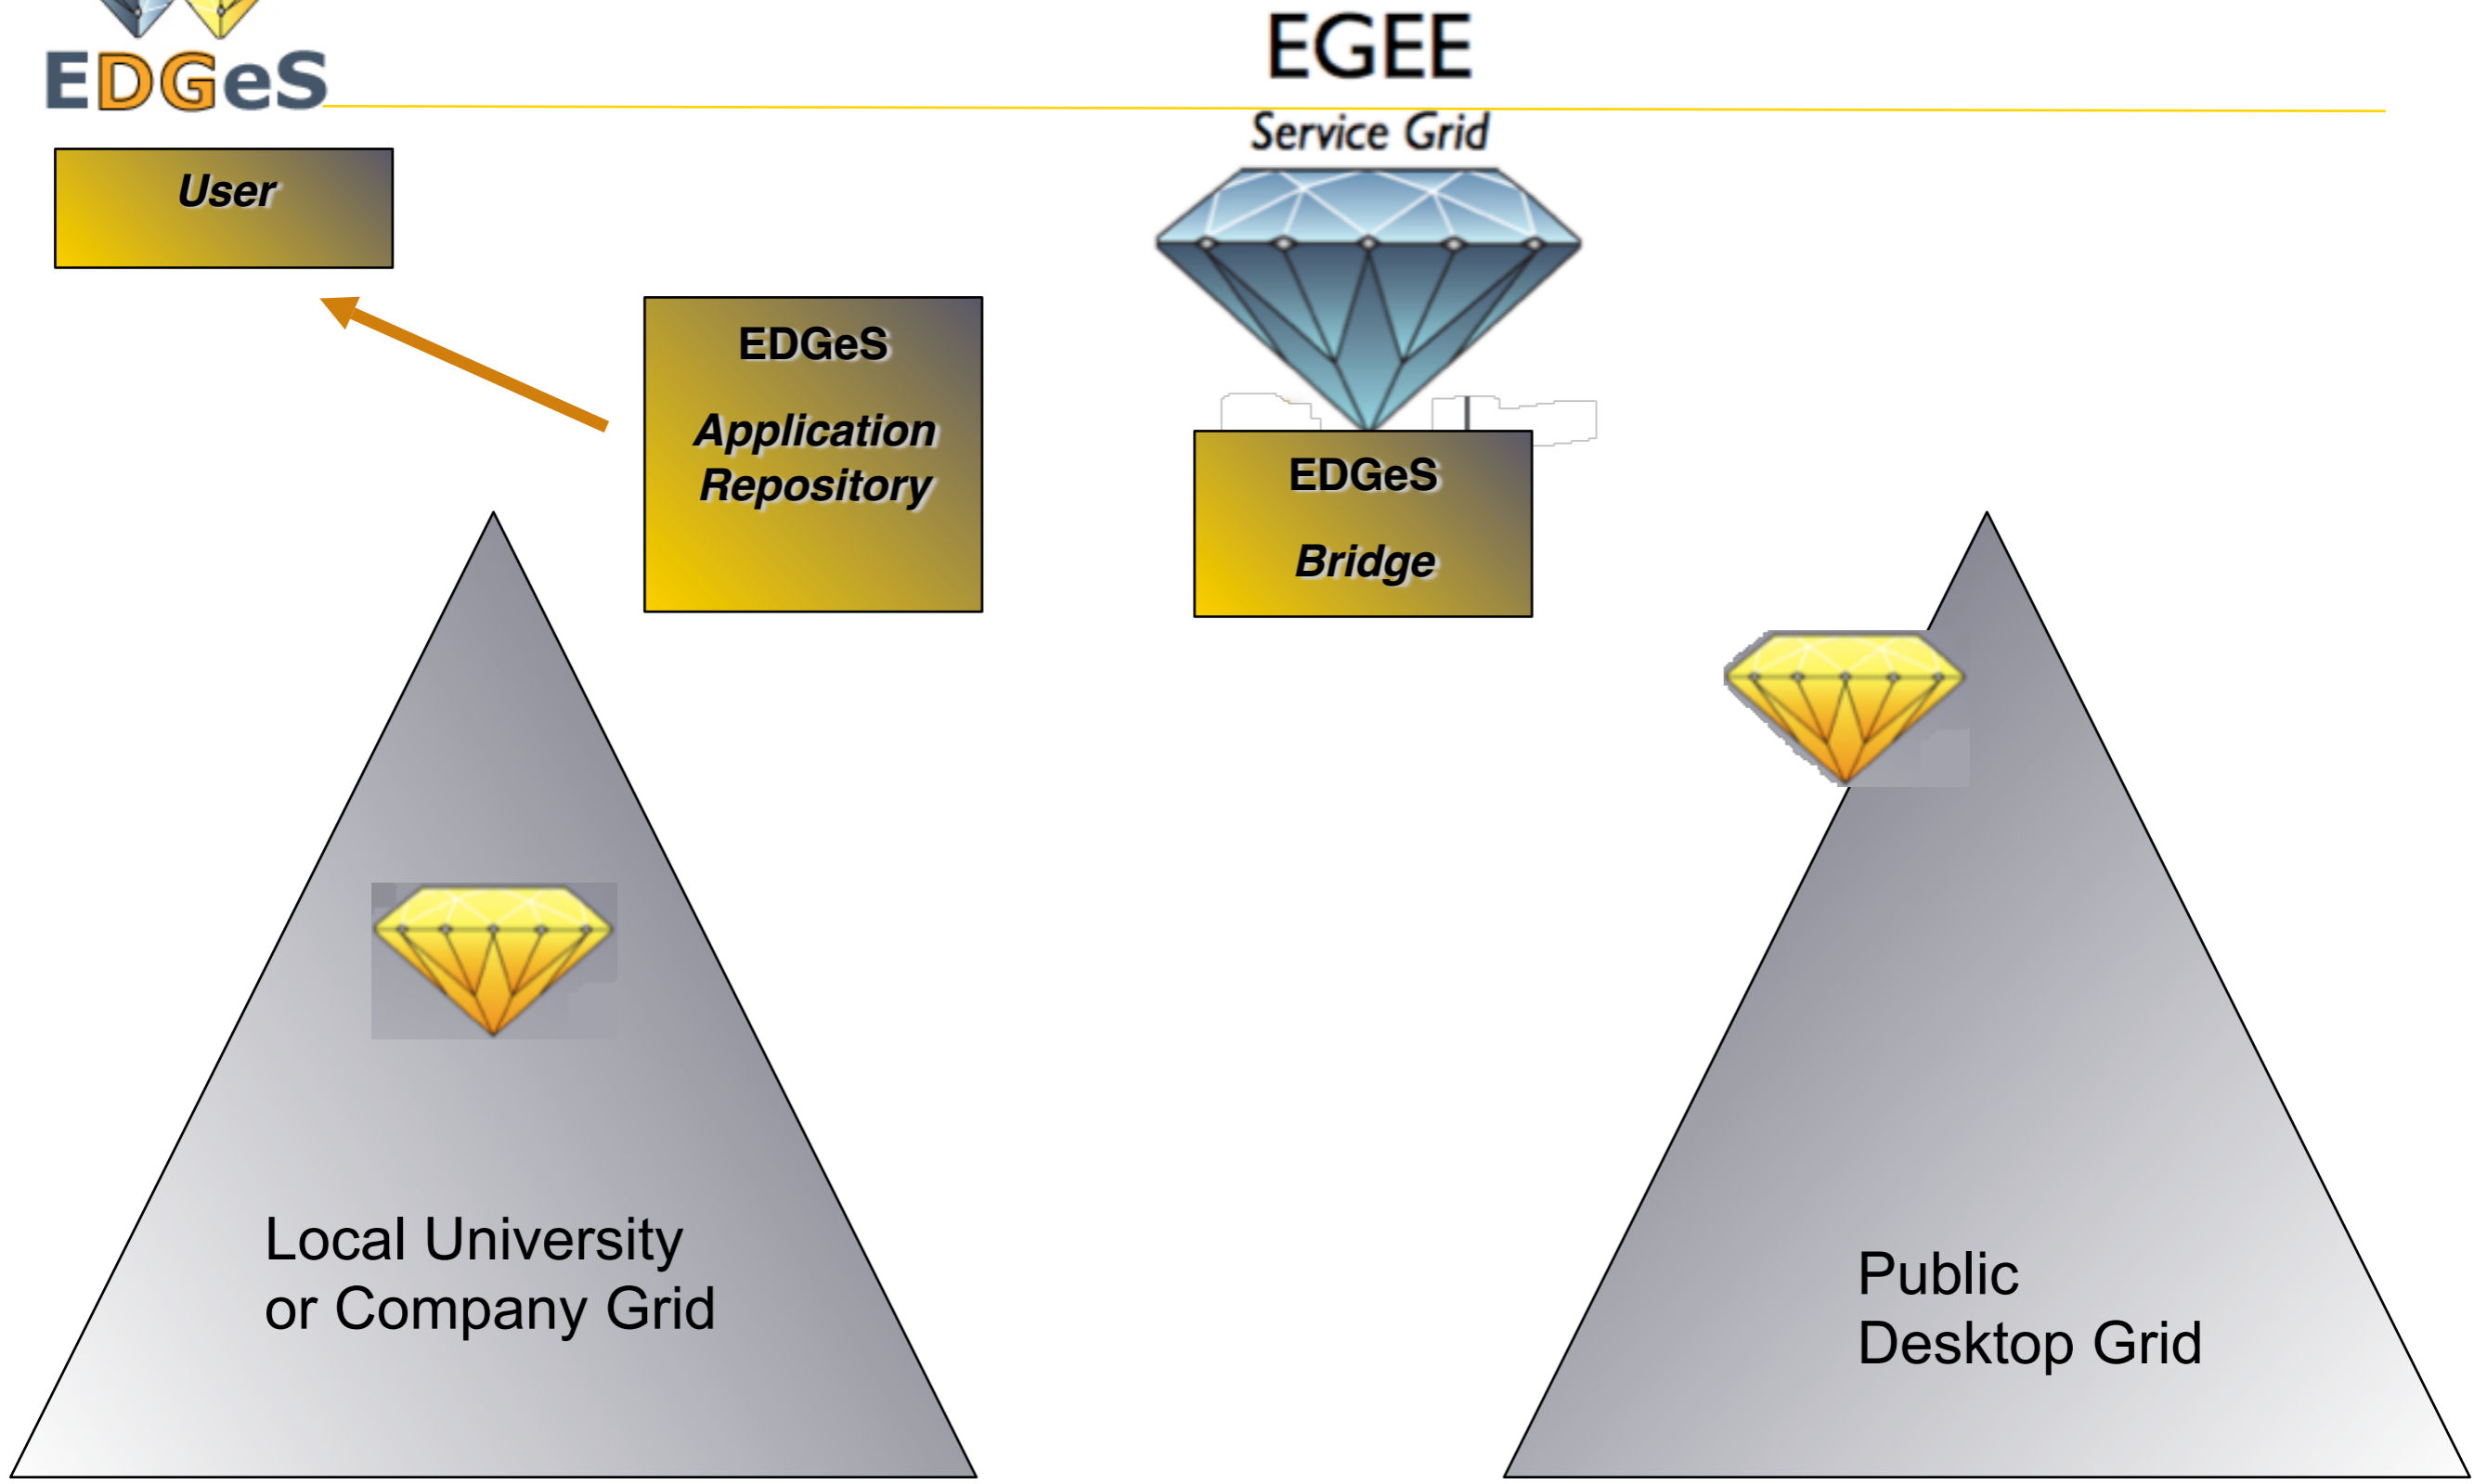 EDGeS
EGEE
Service Grid
User
EDGeS
Application
Repository
EDGeS
Bridge
Local University
or Company Grid
Public
Desktop Grid